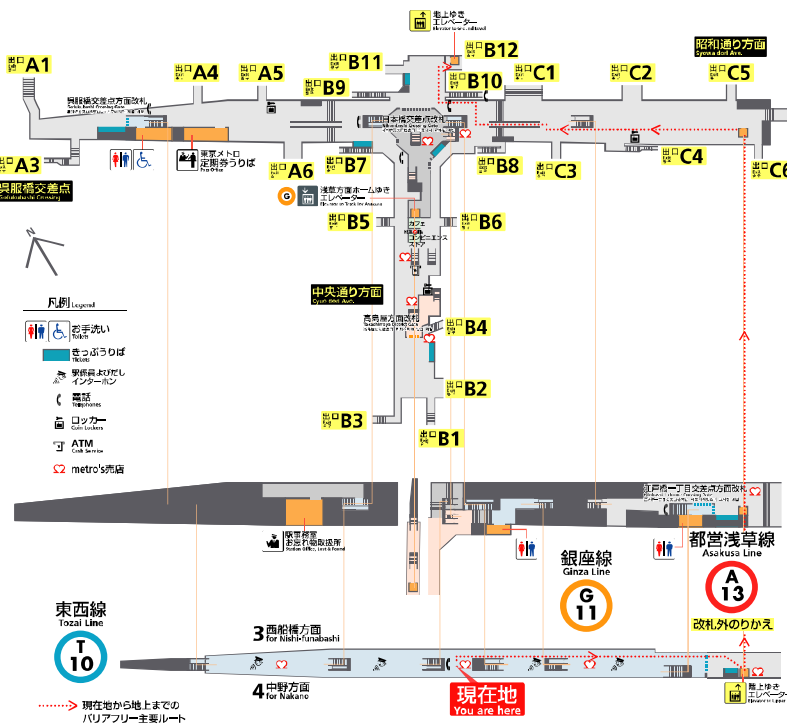 地上ゆき
エレベーター
出口 B12
出口 B11
昭和通り方面
Syowa dori Ave.
出口 A1
出口 A4
出口 A5
出口 B9
出口 B10
出口 C1
出口 C2
出口 C5
呉服橋交差点方面改札
日本橋交差点改札
出口 A3
東京メトロ
定期券うりば
Pass Office
出口 A6
出口 B7
出口 B8
出口 C3
出口 C4
出口 C6
呉服橋交差点
Gofukubashi Crossing
G
浅草方面ホームゆき
エレベーター
出口 B5
カフェ
コンビニエンス
ストア
出口 B6
N
中央通り方面
Cyuo dori Ave.
凡例 Legend
高島屋方面改札
出口 B4
お手洗い
Toilets
きっぷうりば
Tickets
駅係員よびだし
インターホン
電話
Telephones
ロッカー
Coin Lockers
ATM
Cash Service
metro's売店
出口 B2
出口 B3
出口 B1
江戸橋一丁目交差点方面改札
駅事務室
お忘れ物取扱所
Station Office, Lost & Found
都営浅草線
Asakusa Line
A
13
銀座線
Ginza Line
G
11
改札外のりかえ
東西線
Tozai Line
T
10
3 西船橋方面
for Nishi-funabashi
4 中野方面
for Nakano
現在地
You are here
階上ゆき
エレベーター
現在地から地上までの
バリアフリー主要ルート